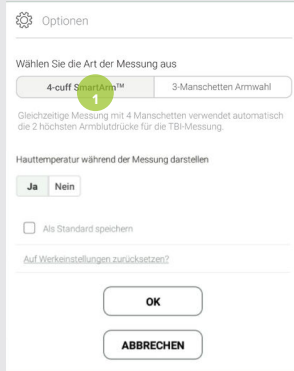 Optionen
Wählen Sie die Art der Messung aus
4-cuff SmartArm™ 3-Manschetten Armwahl
1
Gleichzeitige Messung mit 4 Manschetten verwendet automatisch
die 2 höchsten Armblutdrücke für die TBI-Messung.
Hauttemperatur während der Messung darstellen
Ja Nein
Als Standard speichern
Auf Werkeinstellungen zurücksetzen?
OK
ABBRECHEN